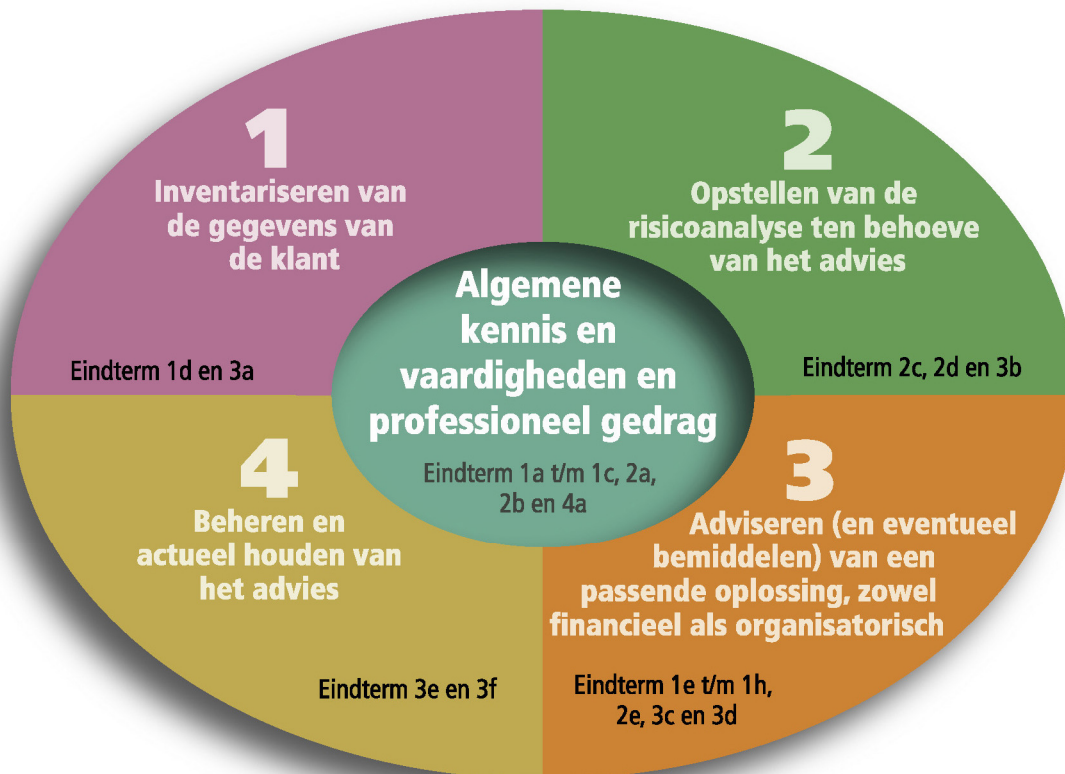 1
Inventariseren van
de gegevens van
de klant
Eindterm 1d en 3a
2
Opstellen van de
risicoanalyse ten behoeve
van het advies
Eindterm 2c, 2d en 3b
Algemene
kennis en
vaardigheden en
professioneel gedrag
Eindterm 1a t/m 1c, 2a,
2b en 4a
3
Adviseren (en eventueel
bemiddelen) van een
passende oplossing, zowel
financieel als organisatorisch
Eindterm 1e t/m 1h,
2e, 3c en 3d
4
Beheren en
actueel houden van
het advies
Eindterm 3e en 3f